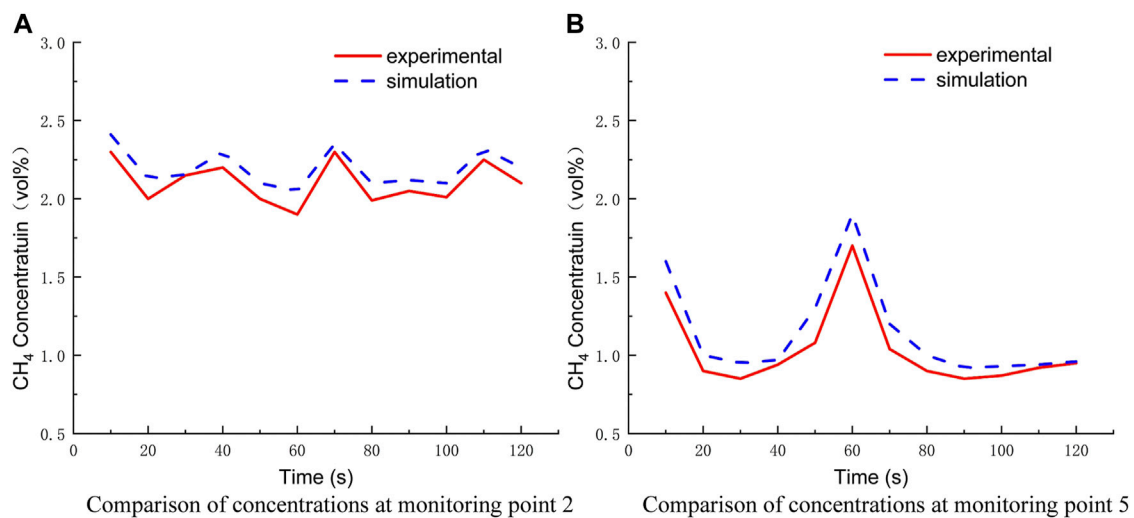 A
3.0
2.5
2.0
1.5
1.0
0.5
CH4 Concentratuin（vol%）
experimental
simulation
0 20 40 60 80 100 120
Time (s)
Comparison of concentrations at monitoring point 2
B
3.0
2.5
2.0
1.5
1.0
0.5
CH4 Concentratuin（vol%）
experimental
simulation
0 20 40 60 80 100 120
Time (s)
Comparison of concentrations at monitoring point 5